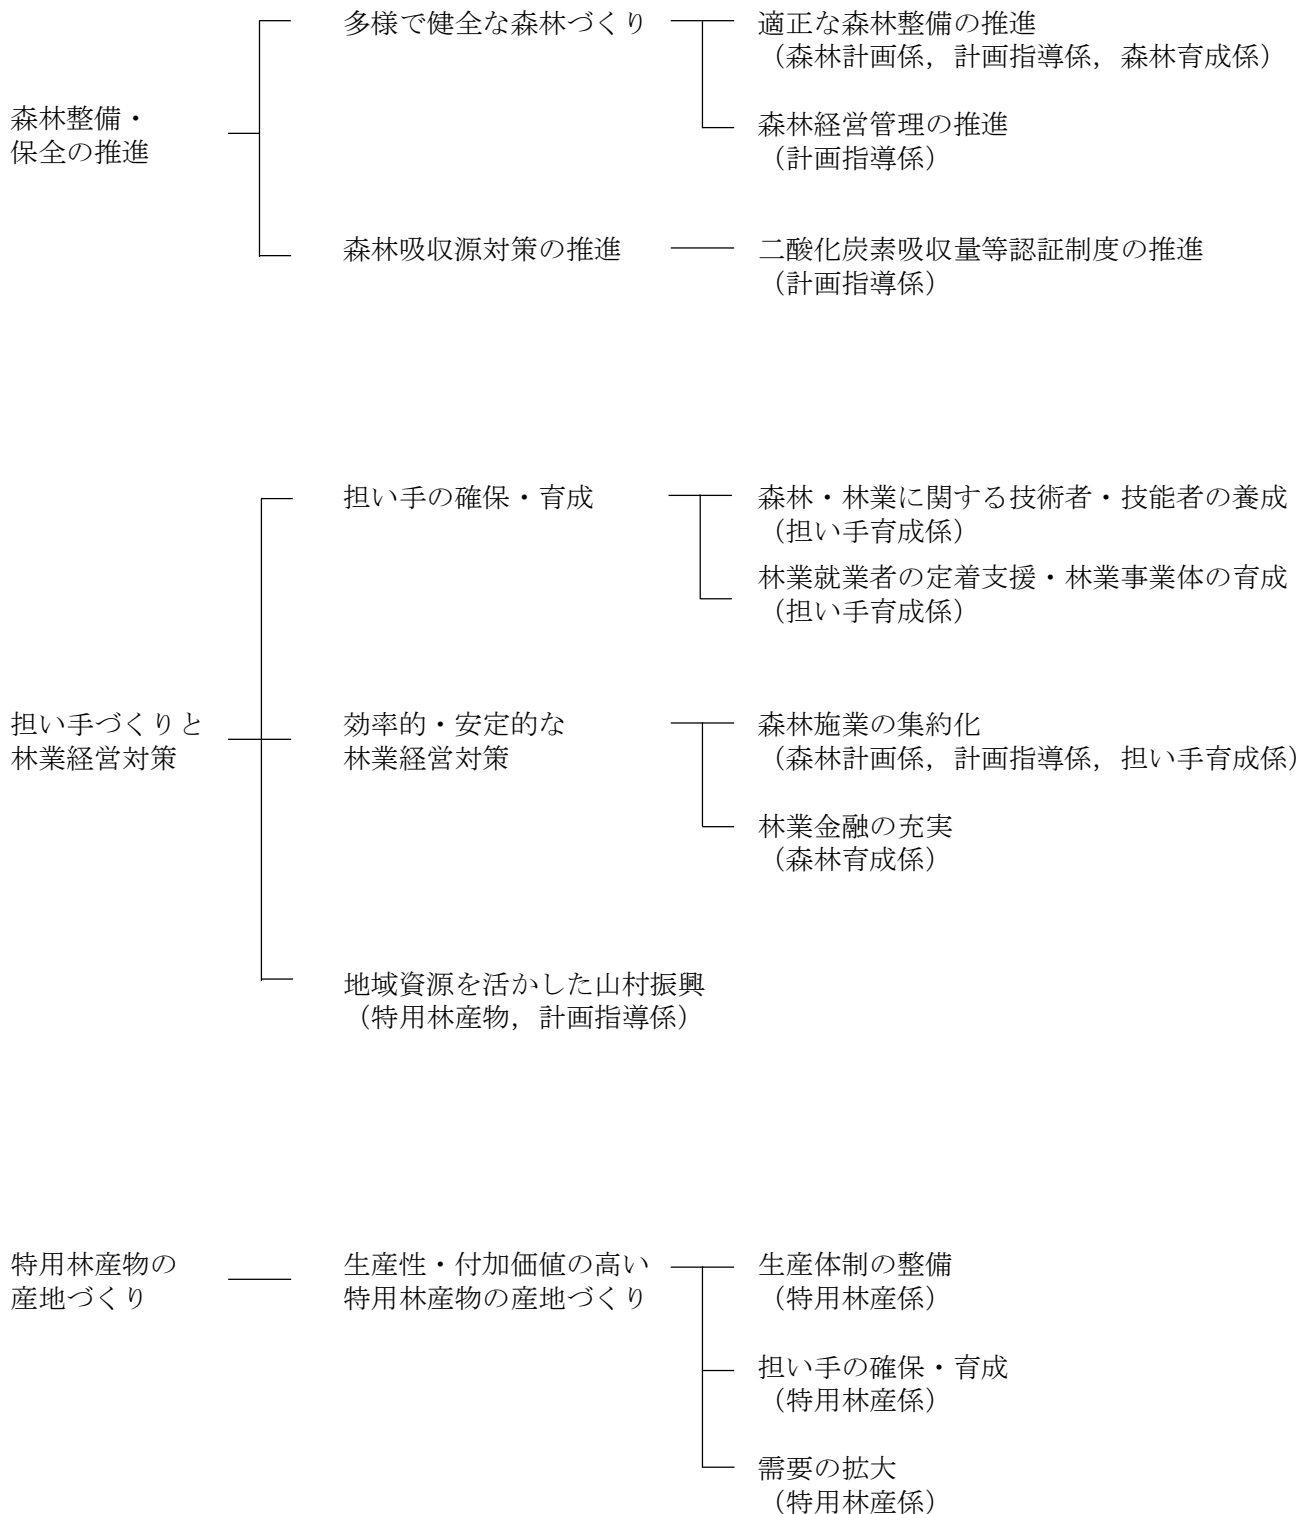 多様で健全な森林づくり
適正な森林整備の推進
（森林計画係，計画指導係，森林育成係）
森林整備・
保全の推進
森林経営管理の推進
（計画指導係）
森林吸収源対策の推進
二酸化炭素吸収量等認証制度の推進
（計画指導係）
担い手の確保・育成
森林・林業に関する技術者・技能者の養成
（担い手育成係）
林業就業者の定着支援・林業事業体の育成
（担い手育成係）
担い手づくりと
林業経営対策
効率的・安定的な
林業経営対策
森林施業の集約化
（森林計画係，計画指導係，担い手育成係）
林業金融の充実
（森林育成係）
地域資源を活かした山村振興
（特用林産物，計画指導係）
特用林産物の
産地づくり
生産性・付加価値の高い
特用林産物の産地づくり
生産体制の整備
（特用林産係）
担い手の確保・育成
（特用林産係）
需要の拡大
（特用林産係）